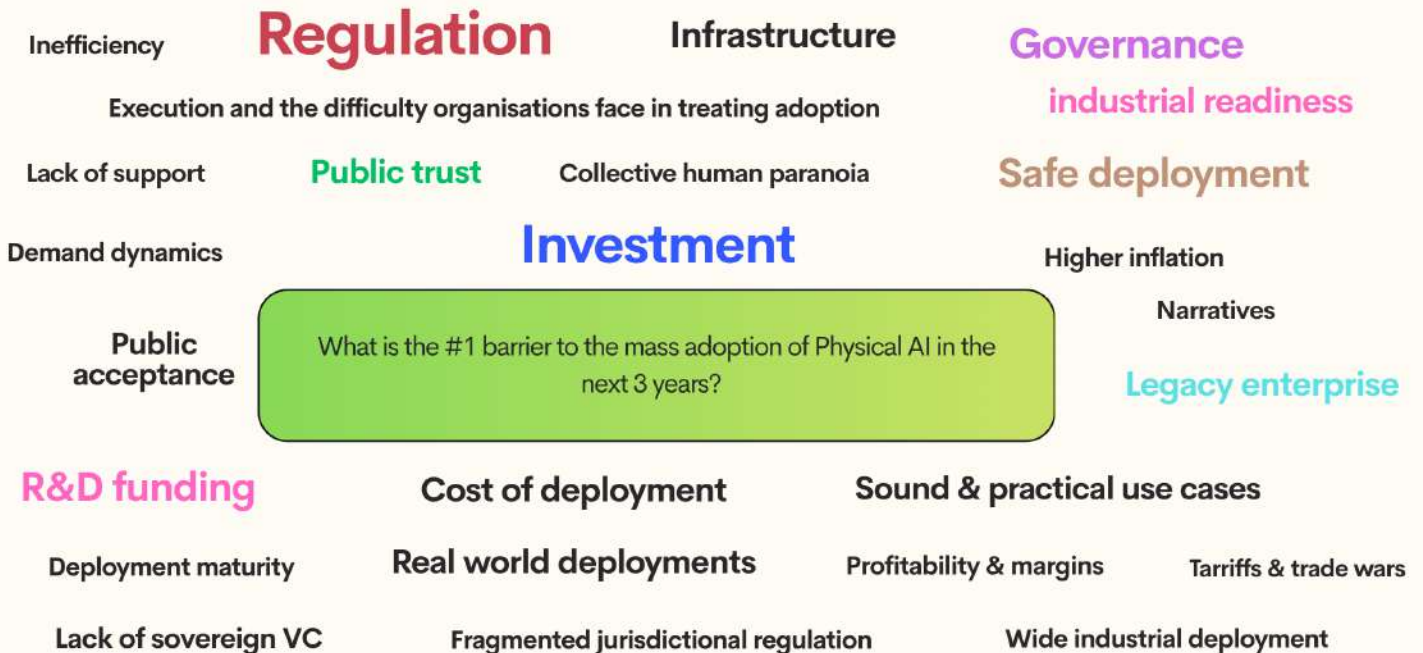 Inefficiency
Regulation
Infrastructure
Governance
Execution and the difficulty organisations face in treating adoption
industrial readiness
Lack of support
Public trust
Collective human paranoia
Safe deployment
Demand dynamics
Investment
Higher inflation
Narratives
Public
acceptance
What is the #1 barrier to the mass adoption of Physical AI in the
next 3 years?
Legacy enterprise
R&D funding
Cost of deployment
Sound & practical use cases
Deployment maturity
Real world deployments
Profitability & margins
Tarriffs & trade wars
Lack of sovereign VC
Fragmented jurisdictional regulation
Wide industrial deployment